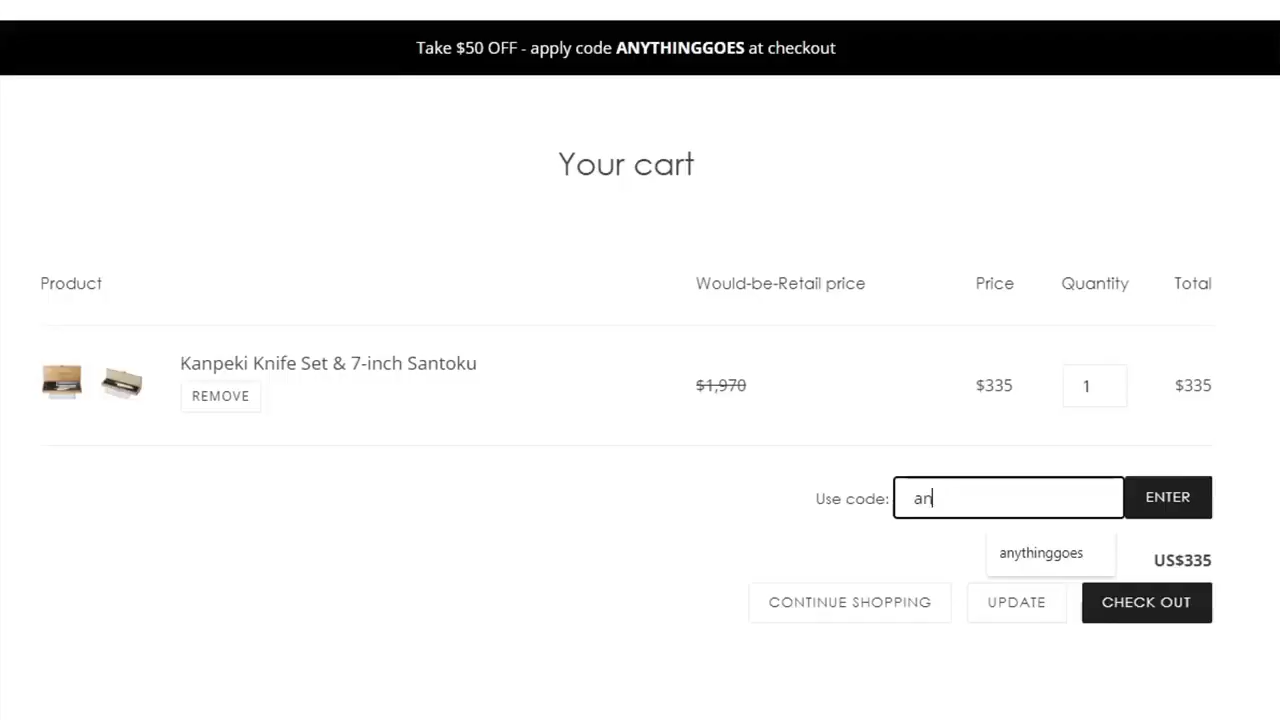 Take $50 OFF - apply code ANYTHINGGOES at checkout
Your cart
Product Would-be-Retail price Price Quantity Total
Kanpeki Knife Set & 7-inch Santoku
REMOVE
$1,970 $335 1 $335
Use code: an ENTER
anythinggoes
US$335
CONTINUE SHOPPING UPDATE CHECK OUT